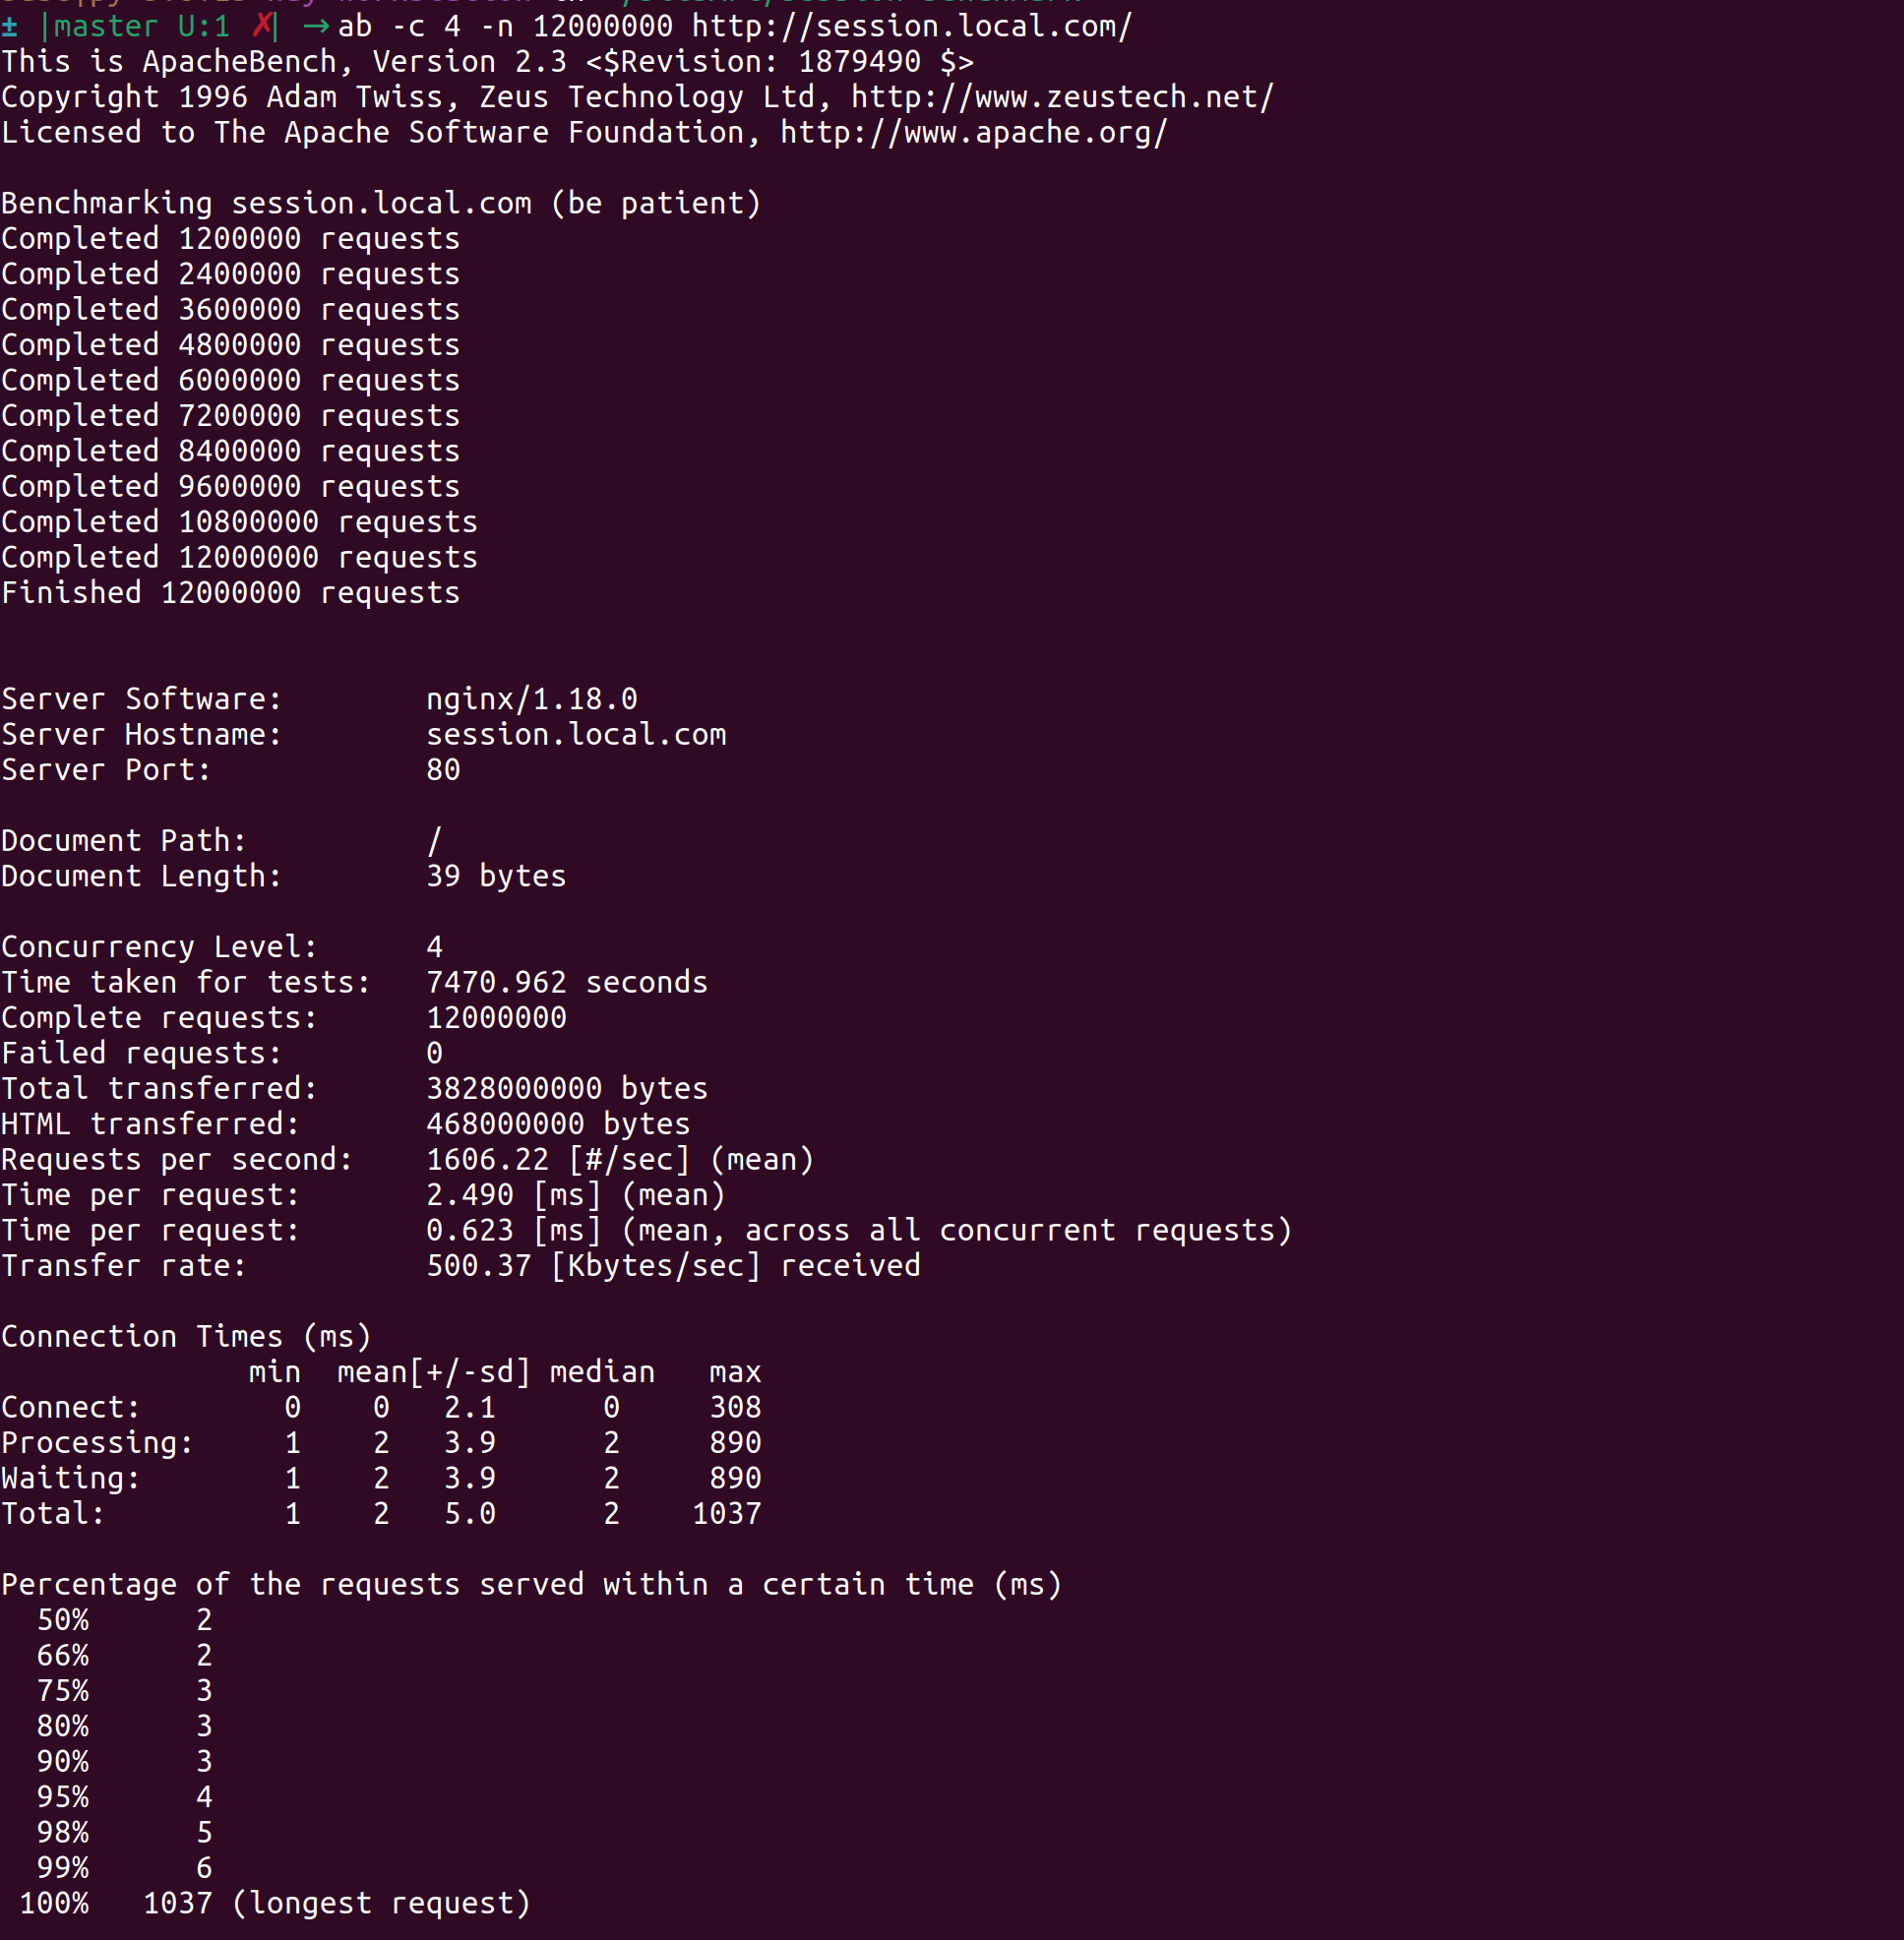 ± |master U:1 ✗| → ab -c 4 -n 12000000 http://session.local.com/
This is ApacheBench, Version 2.3 <$Revision: 1879490 $>
Copyright 1996 Adam Twiss, Zeus Technology Ltd, http://www.zeustech.net/
Licensed to The Apache Software Foundation, http://www.apache.org/

Benchmarking session.local.com (be patient)
Completed 1200000 requests
Completed 2400000 requests
Completed 3600000 requests
Completed 4800000 requests
Completed 6000000 requests
Completed 7200000 requests
Completed 8400000 requests
Completed 9600000 requests
Completed 10800000 requests
Completed 12000000 requests
Finished 12000000 requests


Server Software:        nginx/1.18.0
Server Hostname:        session.local.com
Server Port:            80

Document Path:          /
Document Length:        39 bytes

Concurrency Level:      4
Time taken for tests:   7470.962 seconds
Complete requests:      12000000
Failed requests:        0
Total transferred:      3828000000 bytes
HTML transferred:       468000000 bytes
Requests per second:    1606.22 [#/sec] (mean)
Time per request:       2.490 [ms] (mean)
Time per request:       0.623 [ms] (mean, across all concurrent requests)
Transfer rate:          500.37 [Kbytes/sec] received

Connection Times (ms)
              min  mean[+/-sd] median   max
Connect:        0    0   2.1      0     308
Processing:     1    2   3.9      2     890
Waiting:        1    2   3.9      2     890
Total:          1    2   5.0      2    1037

Percentage of the requests served within a certain time (ms)
  50%      2
  66%      2
  75%      3
  80%      3
  90%      3
  95%      4
  98%      5
  99%      6
 100%   1037 (longest request)